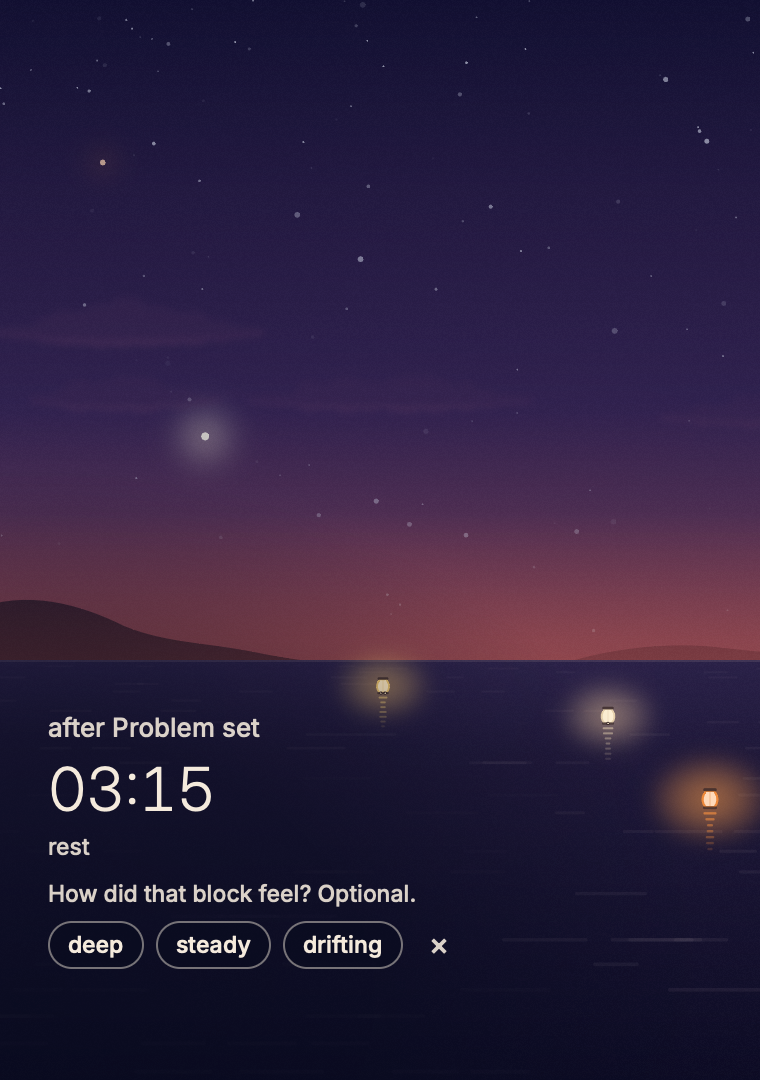 after Problem set
03:15
rest
How did that block feel? Optional.
deep steady drifting ×